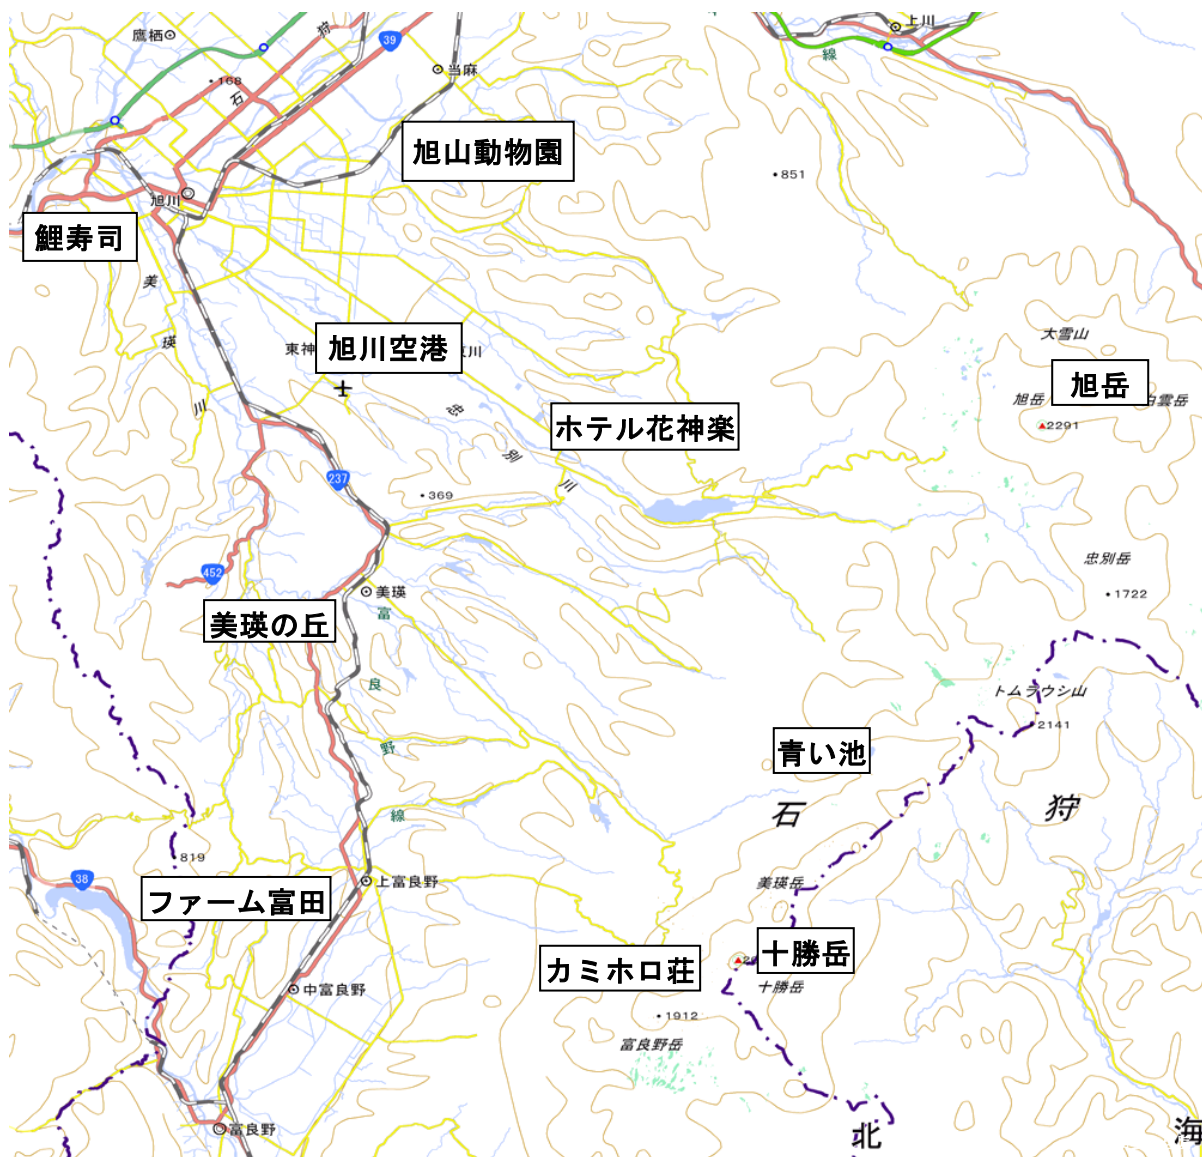 上川
鷹栖
狩
39
線
当麻
168
石
旭山動物園
851
旭川
鯉寿司
美
大雪山
瑛
東神
旭川空港
川
旭岳
旭岳
白雲岳
川
忠
2291
ホテル花神楽
別
237
川
369
忠別岳
452
美瑛
1722
富
美瑛の丘
良
トムラウシ山
2141
野
青い池
石
狩
線
819
38
上富良野
美瑛岳
ファーム富田
十勝岳
カミホロ荘
十勝岳
中富良野
1912
富良野岳
富良野
北
海